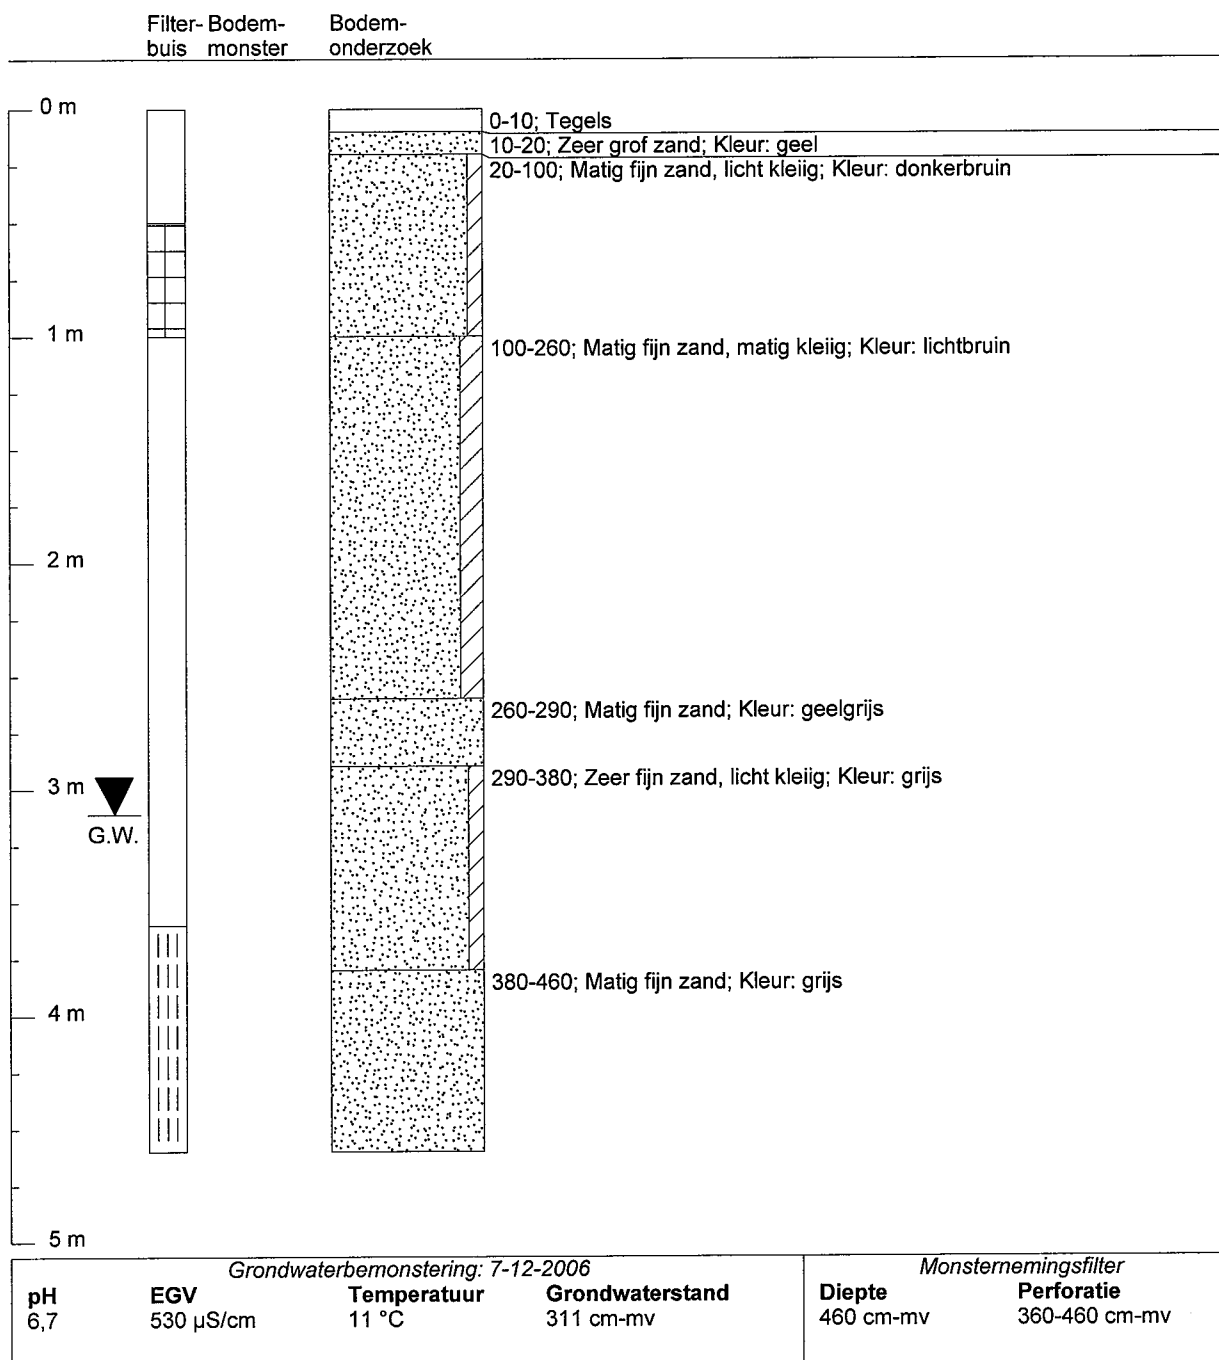 Filter- Bodem- Bodem-
buis monster onderzoek
0 m
0-10; Tegels
10-20; Zeer grof zand; Kleur: geel
20-100; Matig fijn zand, licht kleiig; Kleur: donkerbruin
1 m
100-260; Matig fijn zand, matig kleiig; Kleur: lichtbruin
2 m
260-290; Matig fijn zand; Kleur: geelgrijs
290-380; Zeer fijn zand, licht kleiig; Kleur: grijs
3 m
G.W.
380-460; Matig fijn zand; Kleur: grijs
4 m
5 m
Grondwaterbemonstering: 7-12-2006 Monsternemingsfilter
pH EGV Temperatuur Grondwaterstand Diepte Perforatie
6,7 530 µS/cm 11 °C 311 cm-mv 460 cm-mv 360-460 cm-mv